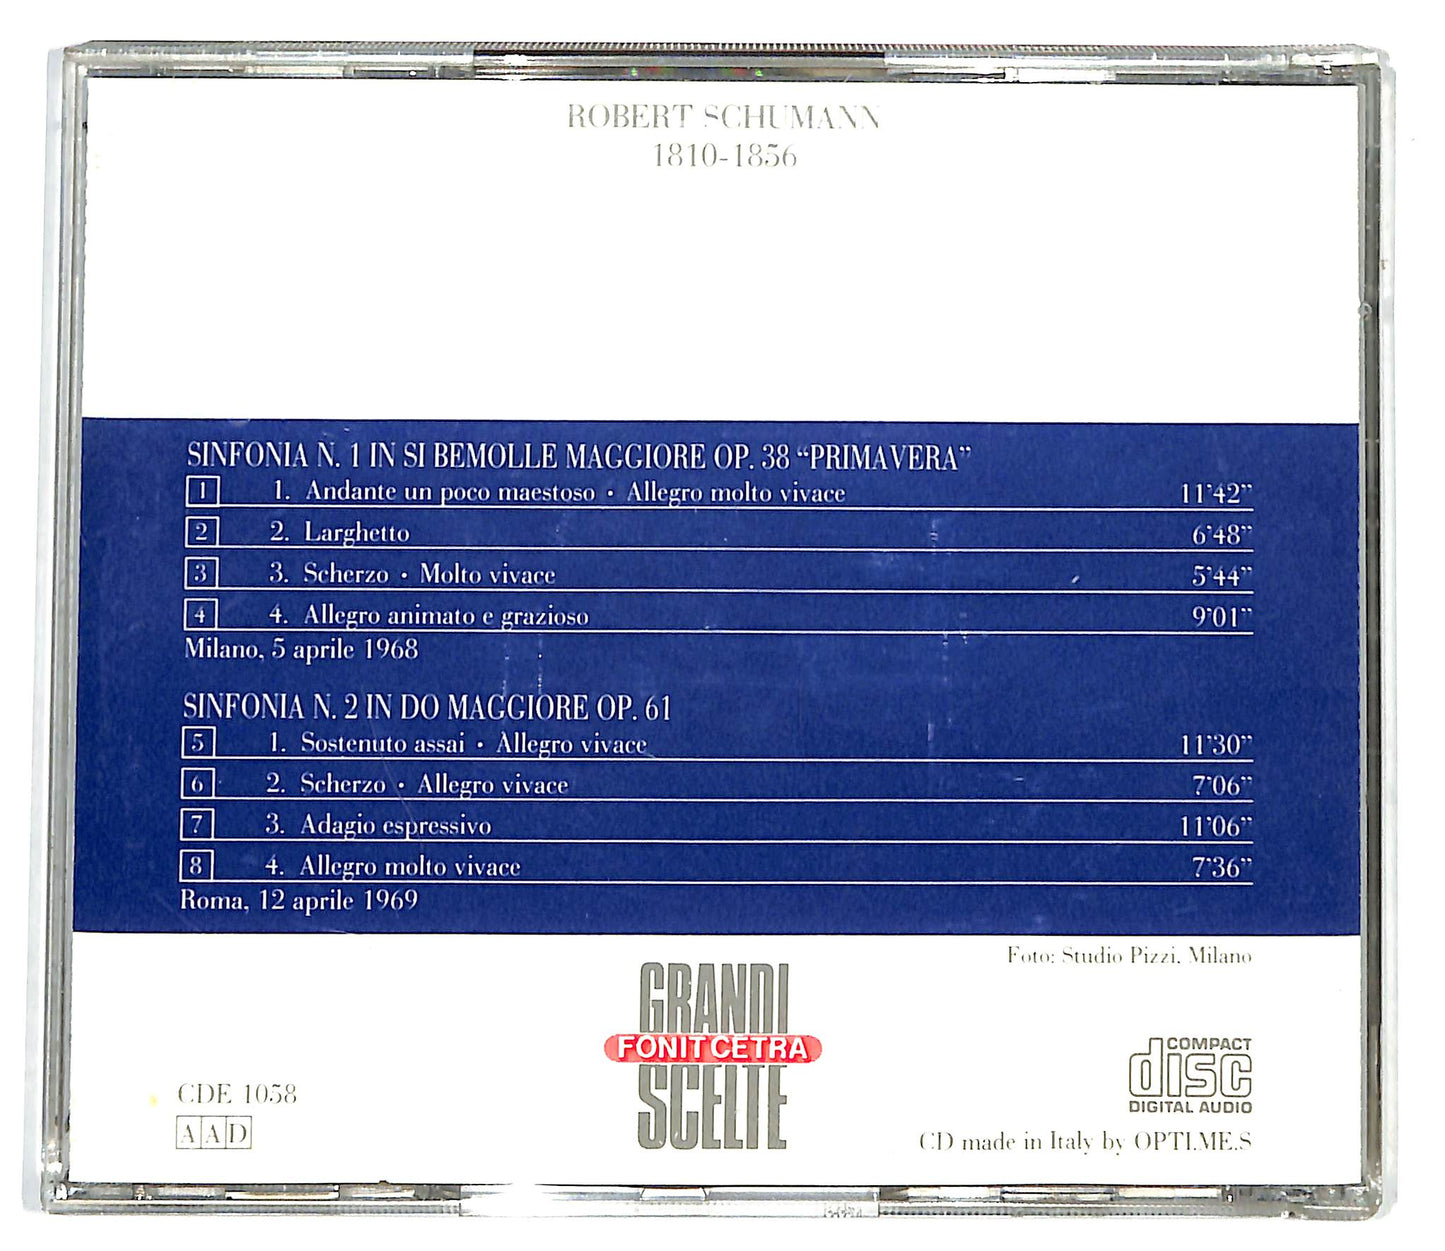 ROBERT SCHUMANN
1810-1856
SINFONIA N. 1 IN SI BEMOLLE MAGGIORE OP. 38 “PRIMAVERA”
1 1. Andante un poco maestoso • Allegro molto vivace 11’42”
2 2. Larghetto 6’48”
3 3. Scherzo • Molto vivace 5’44”
4 4. Allegro animato e grazioso 9’01”
Milano, 5 aprile 1968
SINFONIA N. 2 IN DO MAGGIORE OP. 61
5 1. Sostenuto assai • Allegro vivace 11’30”
6 2. Scherzo • Allegro vivace 7’06”
7 3. Adagio espressivo 11’06”
8 4. Allegro molto vivace 7’36”
Roma, 12 aprile 1969
Foto: Studio Pizzi, Milano
GRANDI
FONIT CETRA
SCELTE
CDE 1058
AAD
COMPACT
disc
DIGITAL AUDIO
CD made in Italy by OPTI.ME.S